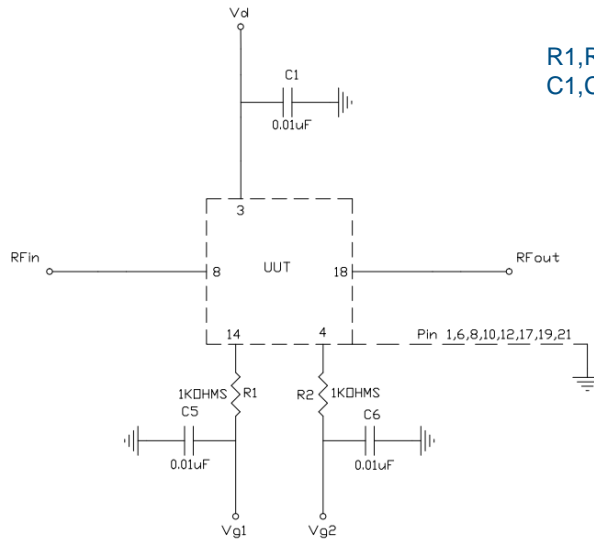 Vd
C1
0.01uF
R1,R
C1,C
3
RFin
8
UUT
18
RFout
14
4
Pin 1,6,8,10,12,17,19,21
1KOHMS
R1
R2
1KOHMS
C5
C6
0.01uF
0.01uF
Vg1
Vg2